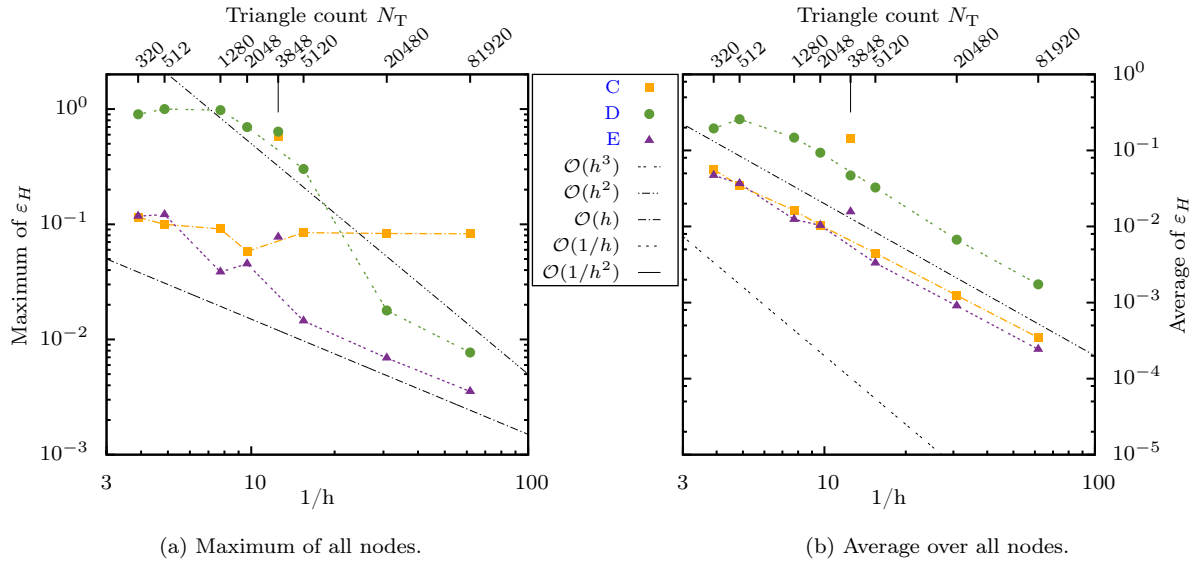 Triangle count N_T
320 512 1280 2048 3848 5120 20480 81920
10^0
10^{-1}
10^{-2}
10^{-3}
Maximum of ε_H
3 10 100
1/h
(a) Maximum of all nodes.
C
D
E
𝒪(h^3)
𝒪(h^2)
𝒪(h)
𝒪(1/h)
𝒪(1/h^2)
Triangle count N_T
320 512 1280 2048 3848 5120 20480 81920
10^0
10^{-1}
10^{-2}
10^{-3}
10^{-4}
10^{-5}
Average of ε_H
3 10 100
1/h
(b) Average over all nodes.